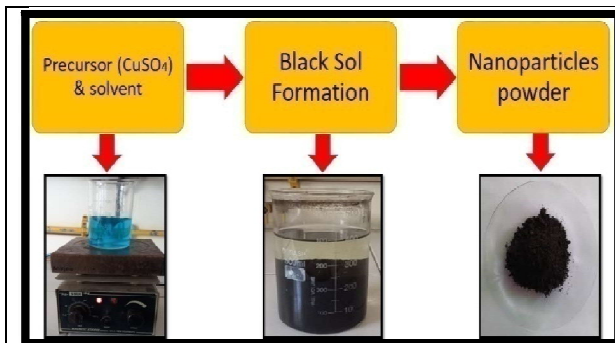 Precursor (CuSO₄)
& solvent
Black Sol
Formation
Nanoparticles
powder